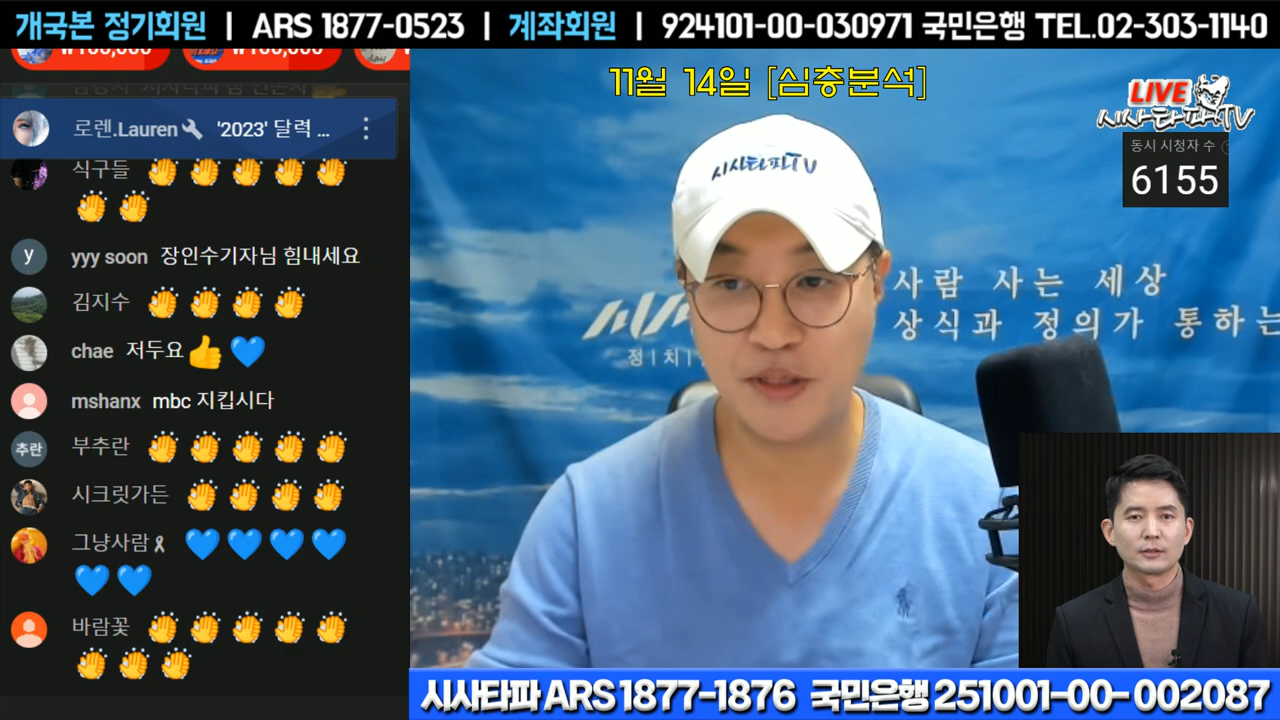 개국본 정기회원 | ARS 1877-0523 | 계좌회원 | 924101-00-030971 국민은행 TEL.02-303-1140
11월 14일 [심층분석]
LIVE
시사타파TV
동시 시청자 수
6155
시사타파TV
사람 사는 세상
상식과 정의가 통하는
정|치|
로렌.Lauren '2023' 달력 ...
식구들 👏👏👏👏👏
👏👏
y yyy soon 장인수기자님 힘내세요
김지수 👏👏👏👏
chae 저두요👍💙
mshanx mbc 지킵시다
추란 부추란 👏👏👏👏👏
시크릿가든 👏👏👏👏
그냥사람🎗 💙💙💙💙
💙💙
바람꽃 👏👏👏👏👏
👏👏👏
시사타파 ARS 1877-1876 국민은행 251001-00-002087